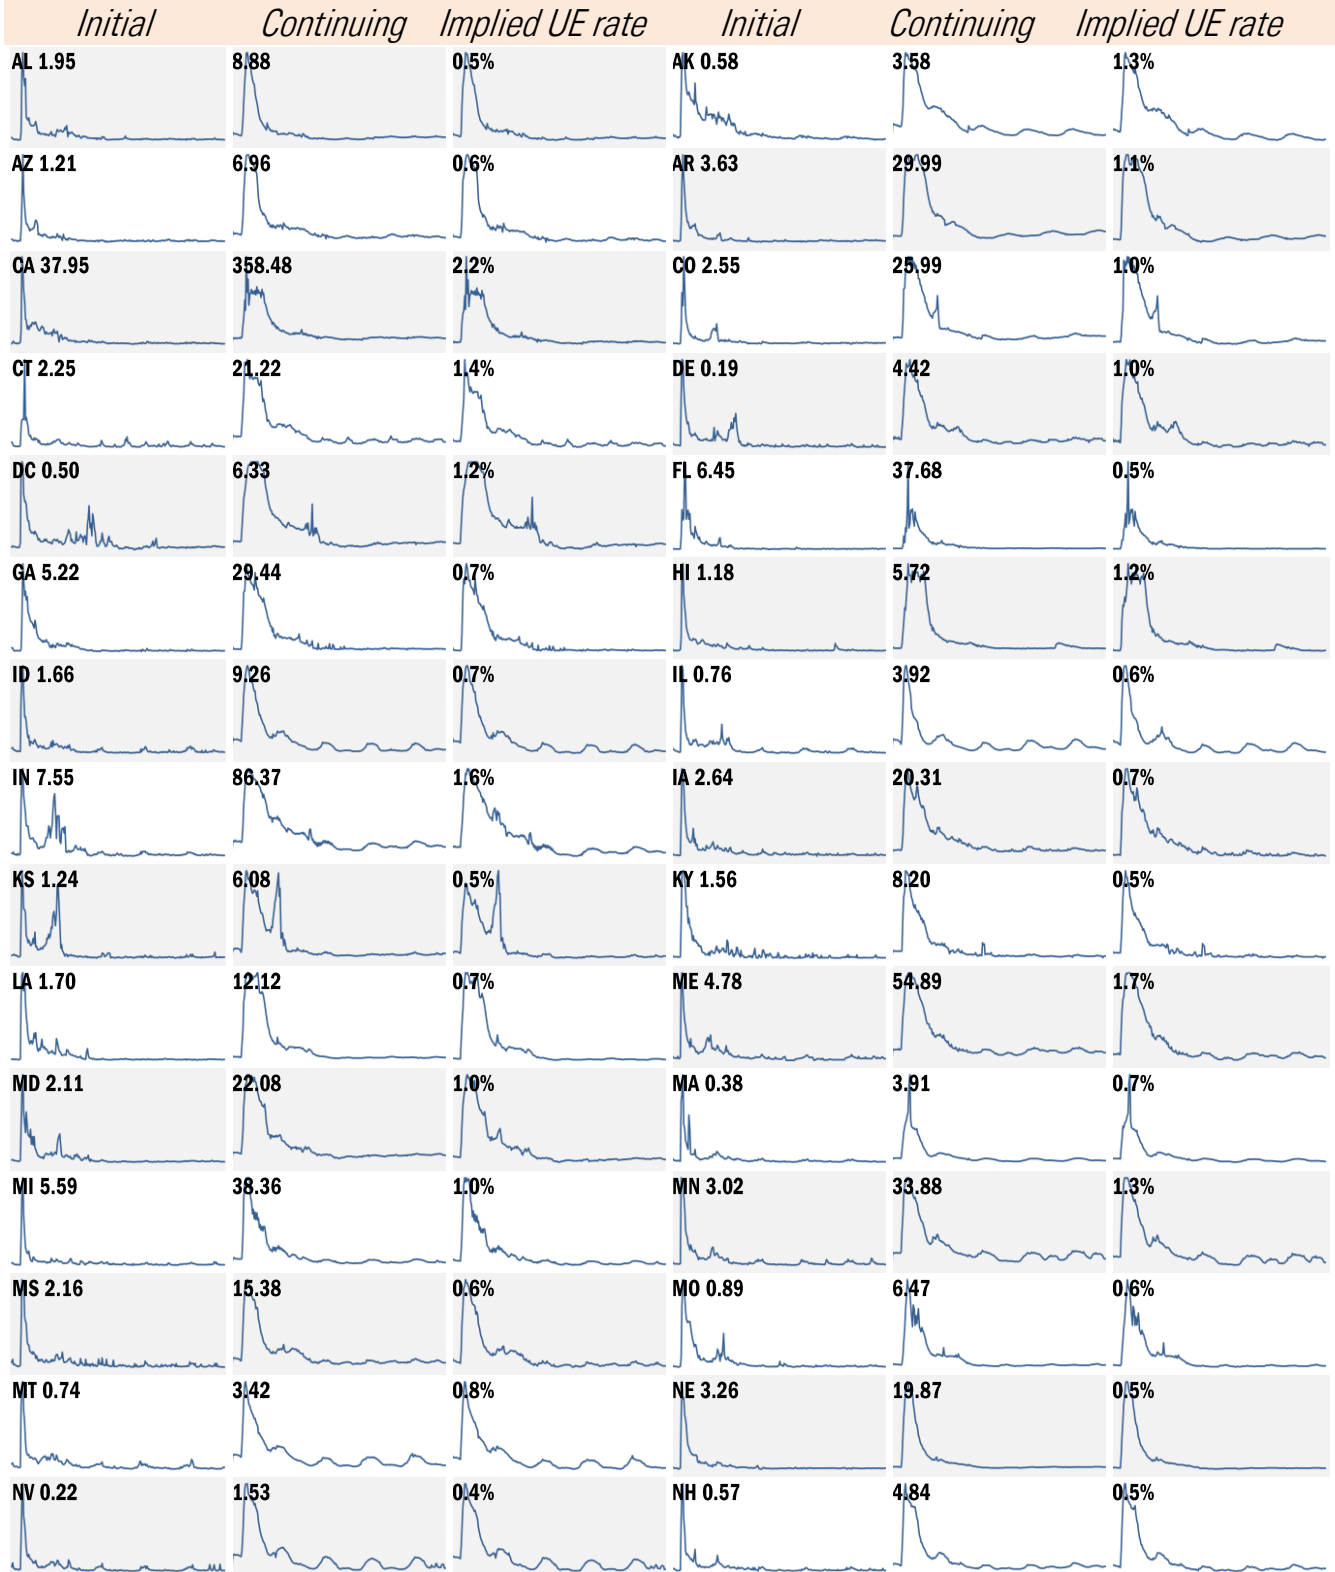 Initial Continuing Implied UE rate Initial Continuing Implied UE rate
AL 1.95 8.88 0.5% AK 0.58 3.58 1.3%
AZ 1.21 6.96 0.6% AR 3.63 29.99 1.1%
CA 37.95 358.48 2.2% CO 2.55 25.99 1.0%
CT 2.25 21.22 1.4% DE 0.19 4.42 1.0%
DC 0.50 6.33 1.2% FL 6.45 37.68 0.5%
GA 5.22 29.44 0.7% HI 1.18 5.72 1.2%
ID 1.66 9.26 0.7% IL 0.76 3.92 0.6%
IN 7.55 86.37 1.6% IA 2.64 20.31 0.7%
KS 1.24 6.08 0.5% KY 1.56 8.20 0.5%
LA 1.70 12.12 0.7% ME 4.78 54.89 1.7%
MD 2.11 22.08 1.0% MA 0.38 3.91 0.7%
MI 5.59 38.36 1.0% MN 3.02 33.88 1.3%
MS 2.16 15.38 0.6% MO 0.89 6.47 0.6%
MT 0.74 3.42 0.8% NE 3.26 19.87 0.5%
NV 0.22 1.53 0.4% NH 0.57 4.84 0.5%